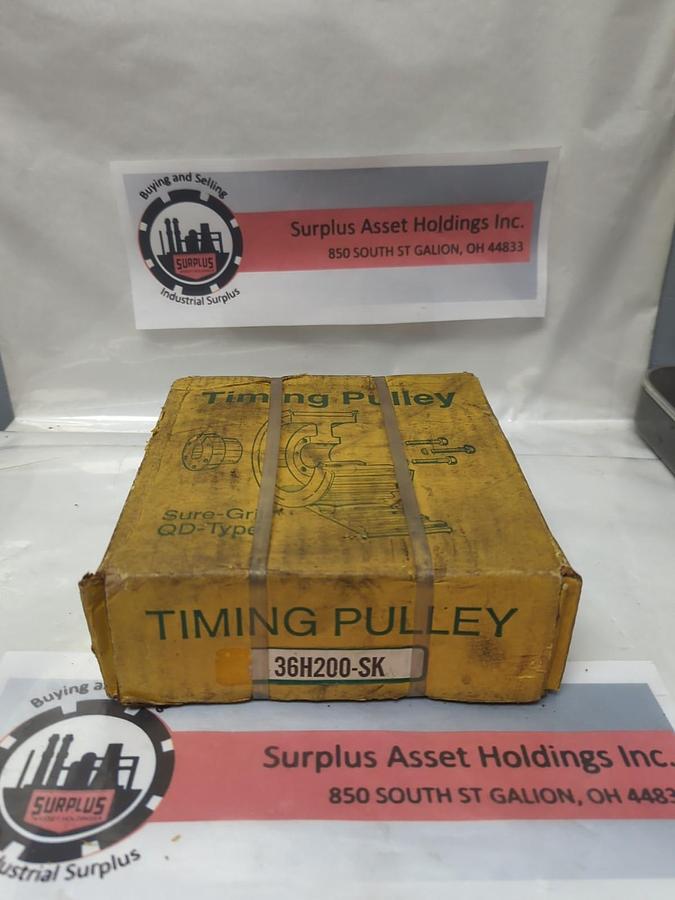 Buying and Selling
SURPLUS
Industrial Surplus
Surplus Asset Holdings Inc.
850 SOUTH ST GALION, OH 44833
Timing Pulley
Sure-Gri
QD-Type
TIMING PULLEY
36H200-SK
Buying a
SURPLUS
ndustrial Surplus
Surplus Asset Holdings Inc.
850 SOUTH ST GALION, OH 4483